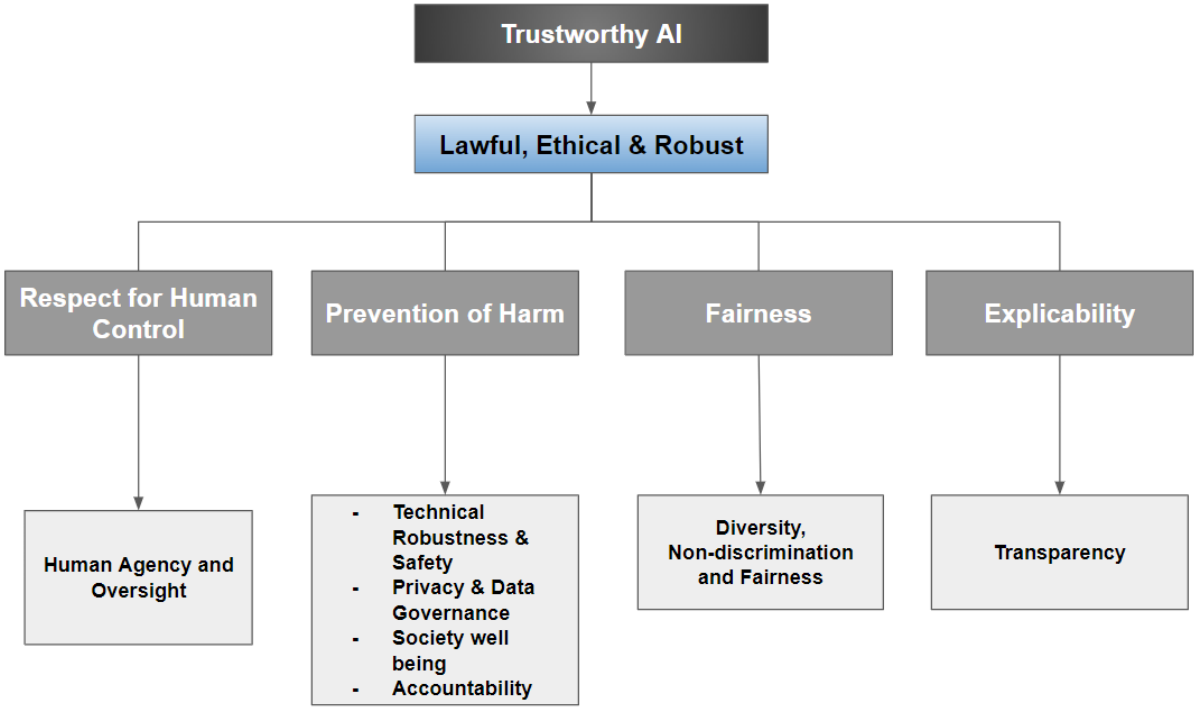 Trustworthy AI
Lawful, Ethical & Robust
Respect for Human
Control
Prevention of Harm
Fairness
Explicability
Human Agency and
Oversight
- Technical
Robustness &
Safety
- Privacy & Data
Governance
- Society well
being
- Accountability
Diversity,
Non-discrimination
and Fairness
Transparency